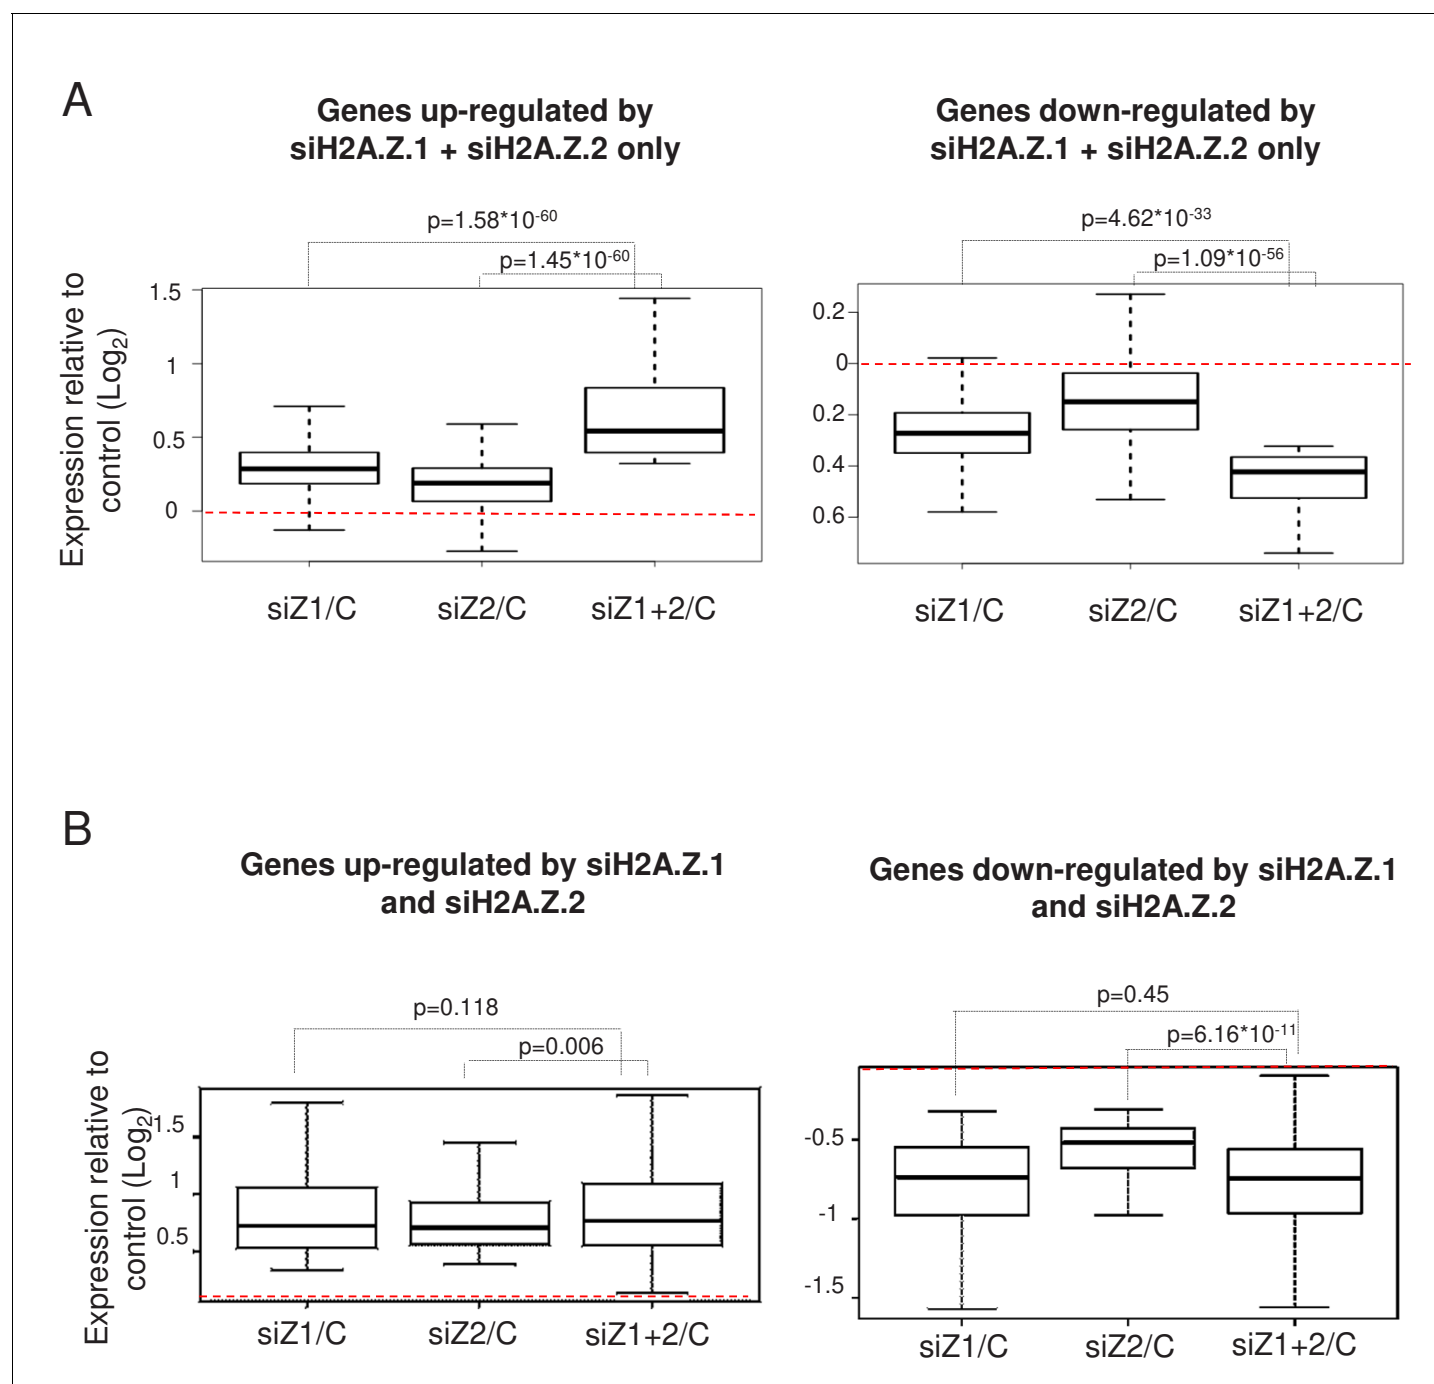 A
Genes up-regulated by
siH2A.Z.1 + siH2A.Z.2 only
p=1.58*10-60
p=1.45*10-60
Expression relative to
control (Log2)
1.5
1
0.5
0
siZ1/C
siZ2/C
siZ1+2/C
Genes down-regulated by
siH2A.Z.1 + siH2A.Z.2 only
p=4.62*10-33
p=1.09*10-56
0.2
0
0.2
0.4
0.6
siZ1/C
siZ2/C
siZ1+2/C
B
Genes up-regulated by siH2A.Z.1
and siH2A.Z.2
p=0.118
p=0.006
Expression relative to
control (Log2)
1.5
1
0.5
siZ1/C
siZ2/C
siZ1+2/C
Genes down-regulated by siH2A.Z.1
and siH2A.Z.2
p=0.45
p=6.16*10-11
-0.5
-1
-1.5
siZ1/C
siZ2/C
siZ1+2/C